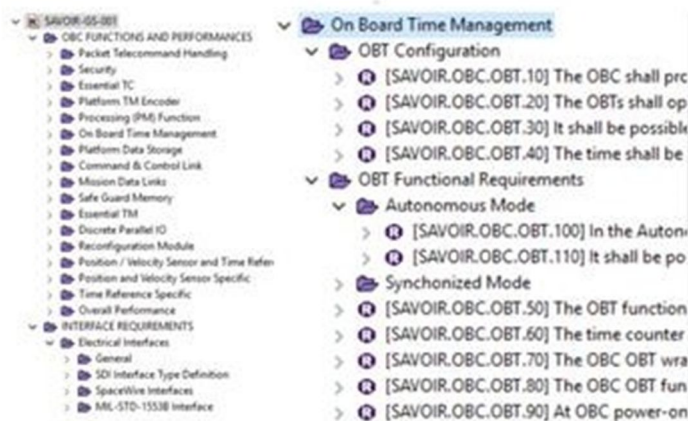 SAVOIR-GS-001
OBC FUNCTIONS AND PERFORMANCES
Packet Telecommand Handling
Security
Essential TC
Platform TM Encoder
Processing (PM) Function
On Board Time Management
Platform Data Storage
Command & Control Link
Mission Data Links
Safe Guard Memory
Essential TM
Discrete Parallel IO
Reconfiguration Module
Position / Velocity Sensor and Time Refer
Position and Velocity Sensor Specific
Time Reference Specific
Overall Performance
INTERFACE REQUIREMENTS
Electrical Interfaces
General
SDI Interface Type Definition
SpaceWire Interfaces
MIL-STD-1553B Interface
On Board Time Management
OBT Configuration
[SAVOIR.OBC.OBT.10] The OBC shall pro
[SAVOIR.OBC.OBT.20] The OBTs shall op
[SAVOIR.OBC.OBT.30] It shall be possible
[SAVOIR.OBC.OBT.40] The time shall be
OBT Functional Requirements
Autonomous Mode
[SAVOIR.OBC.OBT.100] In the Auton
[SAVOIR.OBC.OBT.110] It shall be po
Synchonized Mode
[SAVOIR.OBC.OBT.50] The OBT function
[SAVOIR.OBC.OBT.60] The time counter
[SAVOIR.OBC.OBT.70] The OBC OBT wra
[SAVOIR.OBC.OBT.80] The OBC OBT fun
[SAVOIR.OBC.OBT.90] At OBC power-on